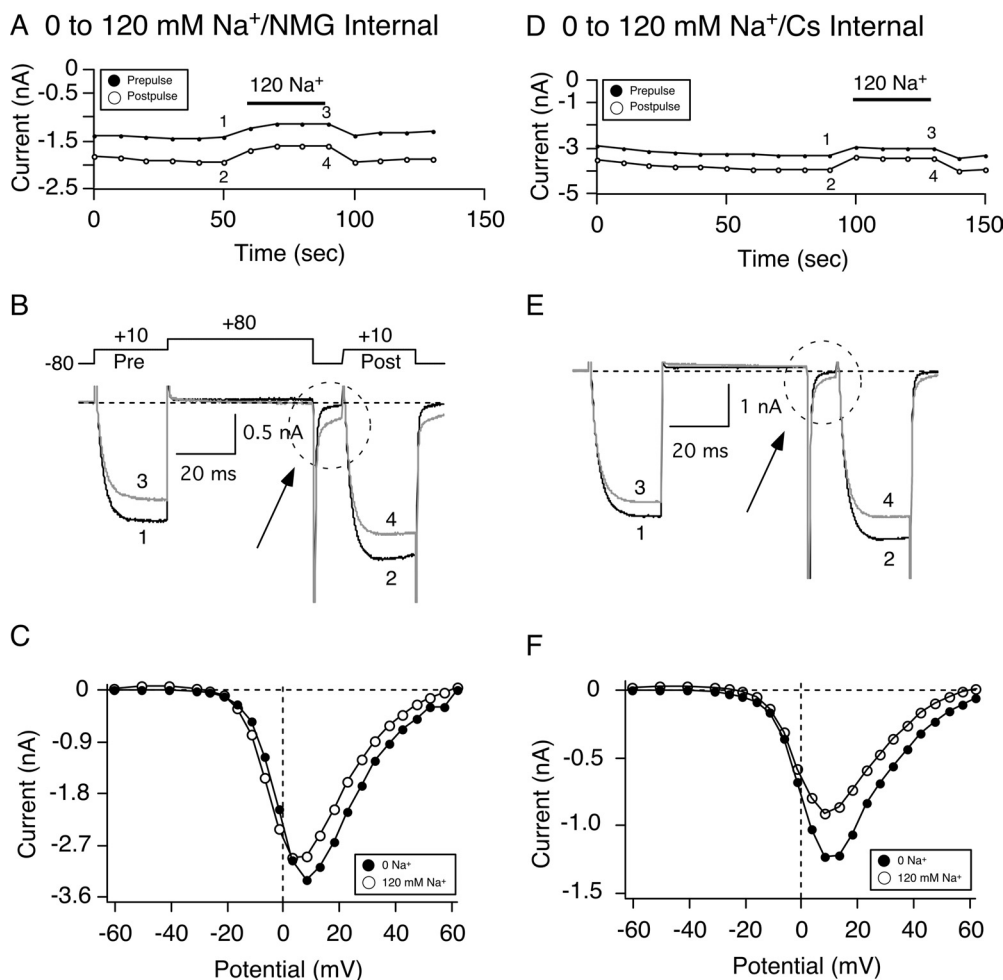 A 0 to 120 mM Na⁺/NMG Internal
0
-0.5
-1.5
-2.5
Current (nA)
Prepulse
Postpulse
120 Na⁺
1
3
2
4
0
50
100
150
Time (sec)
D 0 to 120 mM Na⁺/Cs Internal
0
-1
-3
-5
Current (nA)
Prepulse
Postpulse
120 Na⁺
1
3
2
4
0
50
100
150
Time (sec)
B
+80
+10
+10
-80
Pre
Post
0.5 nA
20 ms
3
1
4
2
E
1 nA
20 ms
3
1
4
2
C
0
-0.9
-1.8
-2.7
-3.6
Current (nA)
0 Na⁺
120 mM Na⁺
-60
-40
-20
0
20
40
60
Potential (mV)
F
0
-0.5
-1.0
-1.5
Current (nA)
0 Na⁺
120 mM Na⁺
-60
-40
-20
0
20
40
60
Potential (mV)